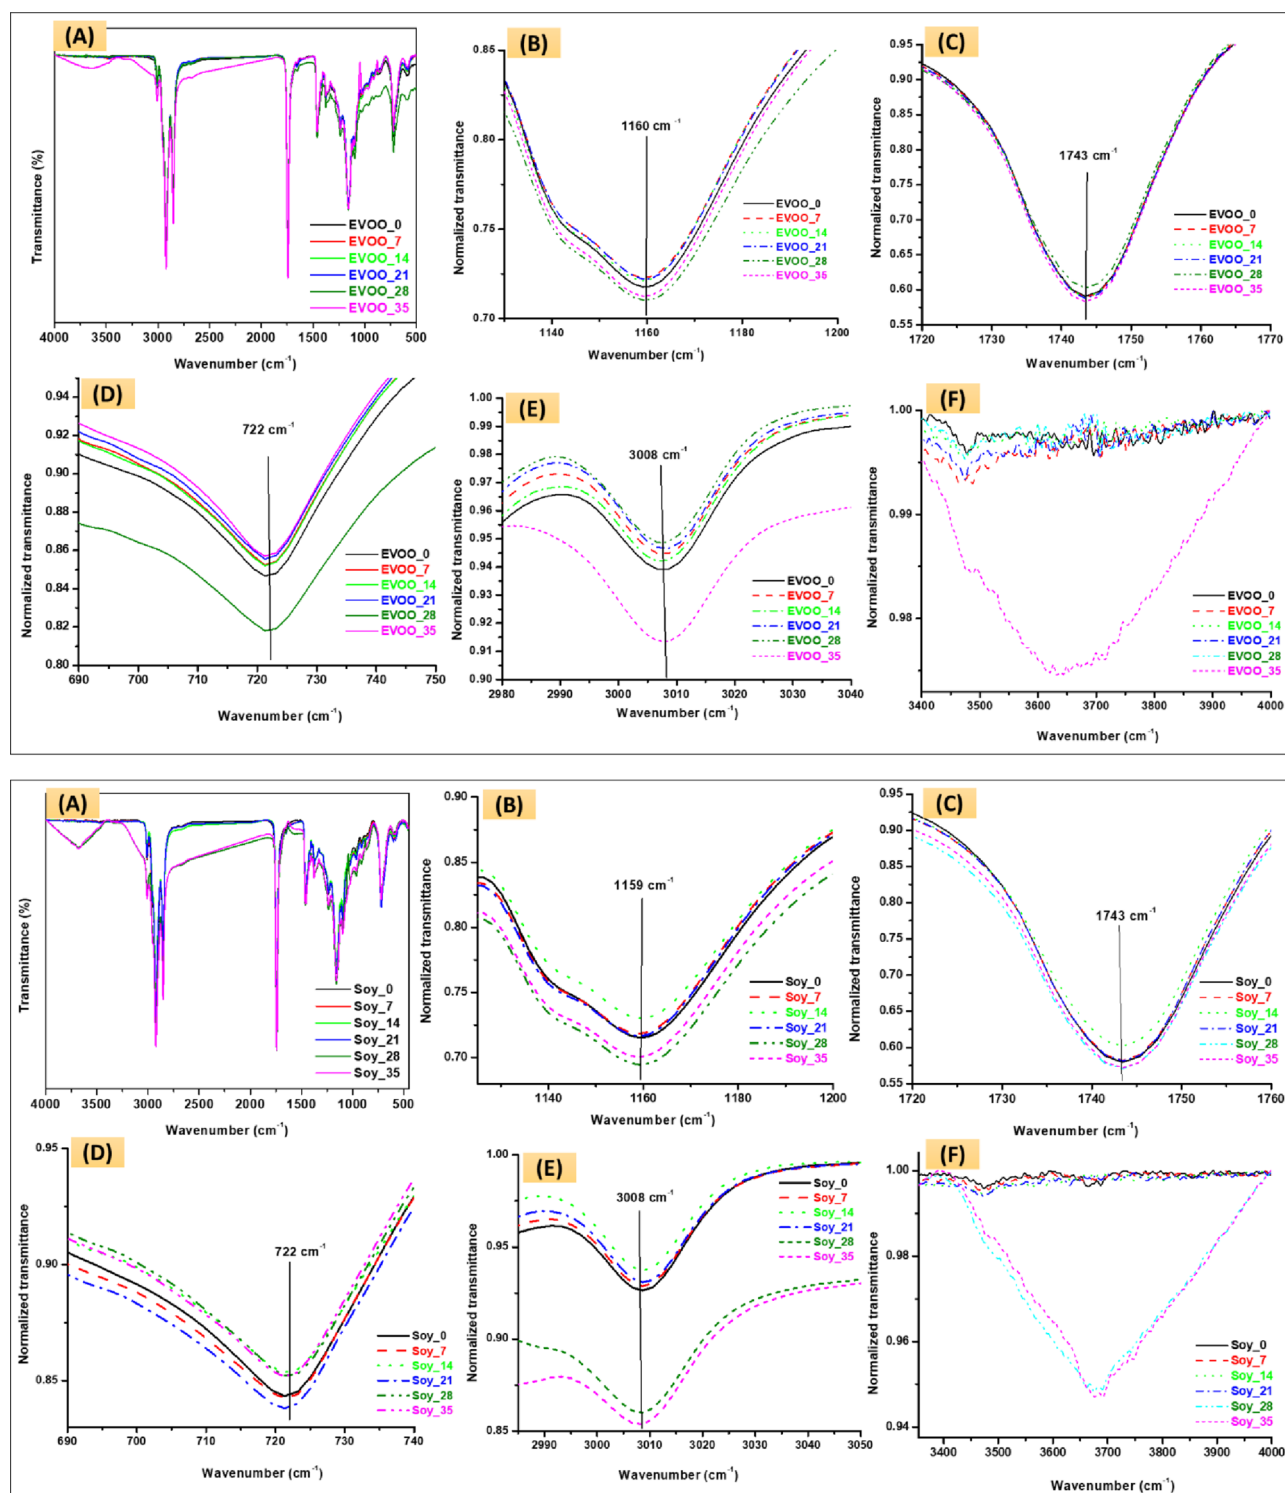 (A)
Transmittance (%)
EVOO_0
EVOO_7
EVOO_14
EVOO_21
EVOO_28
EVOO_35
4000 3500 3000 2500 2000 1500 1000 500
Wavenumber (cm⁻¹)
(B)
Normalized transmittance
0.85
0.80
0.75
0.70
1160 cm⁻¹
EVOO_0
EVOO_7
EVOO_14
EVOO_21
EVOO_28
EVOO_35
1140 1160 1180 1200
Wavenumber (cm⁻¹)
(C)
Normalized transmittance
0.95
0.90
0.85
0.80
0.75
0.70
0.65
0.60
0.55
1743 cm⁻¹
EVOO_0
EVOO_7
EVOO_14
EVOO_21
EVOO_28
EVOO_35
1720 1730 1740 1750 1760 1770
Wavenumber (cm⁻¹)
(D)
Normalized transmittance
0.94
0.92
0.90
0.88
0.86
0.84
0.82
0.80
722 cm⁻¹
EVOO_0
EVOO_7
EVOO_14
EVOO_21
EVOO_28
EVOO_35
690 700 710 720 730 740 750
Wavenumber (cm⁻¹)
(E)
Normalized transmittance
1.00
0.99
0.98
0.97
0.96
0.95
0.94
0.93
0.92
0.91
0.90
3008 cm⁻¹
EVOO_0
EVOO_7
EVOO_14
EVOO_21
EVOO_28
EVOO_35
2980 2990 3000 3010 3020 3030 3040
Wavenumber (cm⁻¹)
(F)
Normalized transmittance
1.00
0.99
0.98
EVOO_0
EVOO_7
EVOO_14
EVOO_21
EVOO_28
EVOO_35
3400 3500 3600 3700 3800 3900 4000
Wavenumber (cm⁻¹)
(A)
Transmittance (%)
Soy_0
Soy_7
Soy_14
Soy_21
Soy_28
Soy_35
4000 3500 3000 2500 2000 1500 1000 500
Wavenumber (cm⁻¹)
(B)
Normalized transmittance
0.90
0.85
0.80
0.75
0.70
1159 cm⁻¹
Soy_0
Soy_7
Soy_14
Soy_21
Soy_28
Soy_35
1140 1160 1180 1200
Wavenumber (cm⁻¹)
(C)
Normalized transmittance
0.95
0.90
0.85
0.80
0.75
0.70
0.65
0.60
0.55
1743 cm⁻¹
Soy_0
Soy_7
Soy_14
Soy_21
Soy_28
Soy_35
1720 1730 1740 1750 1760
Wavenumber (cm⁻¹)
(D)
Normalized transmittance
0.95
0.90
0.85
722 cm⁻¹
Soy_0
Soy_7
Soy_14
Soy_21
Soy_28
Soy_35
690 700 710 720 730 740
Wavenumber (cm⁻¹)
(E)
Normalized transmittance
1.00
0.95
0.90
0.85
3008 cm⁻¹
Soy_0
Soy_7
Soy_14
Soy_21
Soy_28
Soy_35
2990 3000 3010 3020 3030 3040 3050
Wavenumber (cm⁻¹)
(F)
Normalized transmittance
1.00
0.98
0.96
0.94
Soy_0
Soy_7
Soy_14
Soy_21
Soy_28
Soy_35
3400 3500 3600 3700 3800 3900 4000
Wavenumber (cm⁻¹)